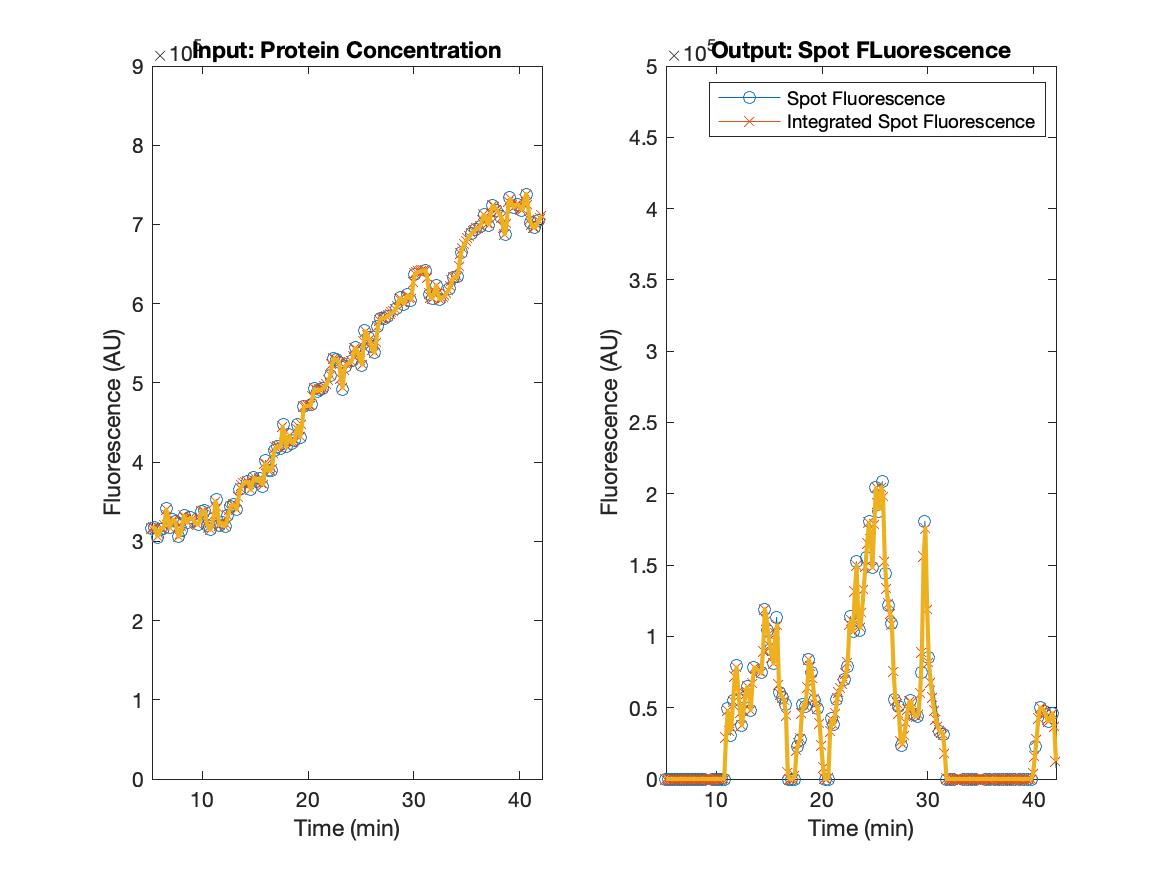 ×10⁵
Input: Protein Concentration
9
8
7
6
5
4
3
2
1
0
Fluorescence (AU)
10 20 30 40
Time (min)
×10⁵
Output: Spot FLuorescence
Spot Fluorescence
Integrated Spot Fluorescence
5
4.5
4
3.5
3
2.5
2
1.5
1
0.5
0
Fluorescence (AU)
10 20 30 40
Time (min)